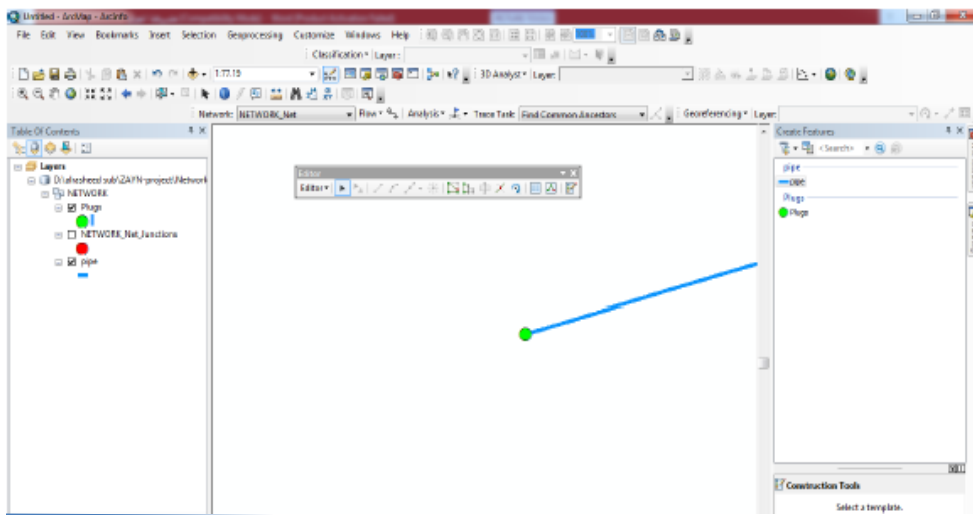 Untitled - ArcMap - ArcInfo
File Edit View Bookmarks Insert Selection Geoprocessing Customize Windows Help
Classification Layer:
1:77.19
3D Analyst Layer:
Network: NETWORK_Net Flow Analysis Trace Task: Find Common Ancestors Georeferencing Layer:
Table Of Contents
Layers
NETWORK
Plugs
NETWORK_Net_Junctions
pipe
Editor
Editor
Create Features
<Search>
pipe
pipe
Plugs
Plugs
Construction Tools
Select a template.